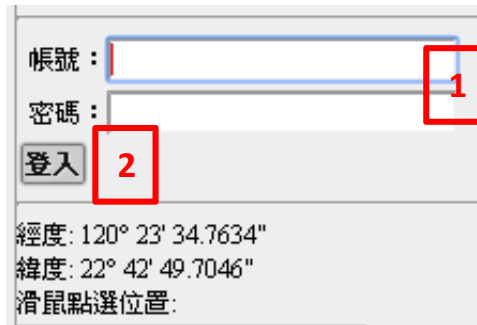 帳號：
1
密碼：
登入 2
經度: 120° 23' 34.7634"
緯度: 22° 42' 49.7046"
滑鼠點選位置: